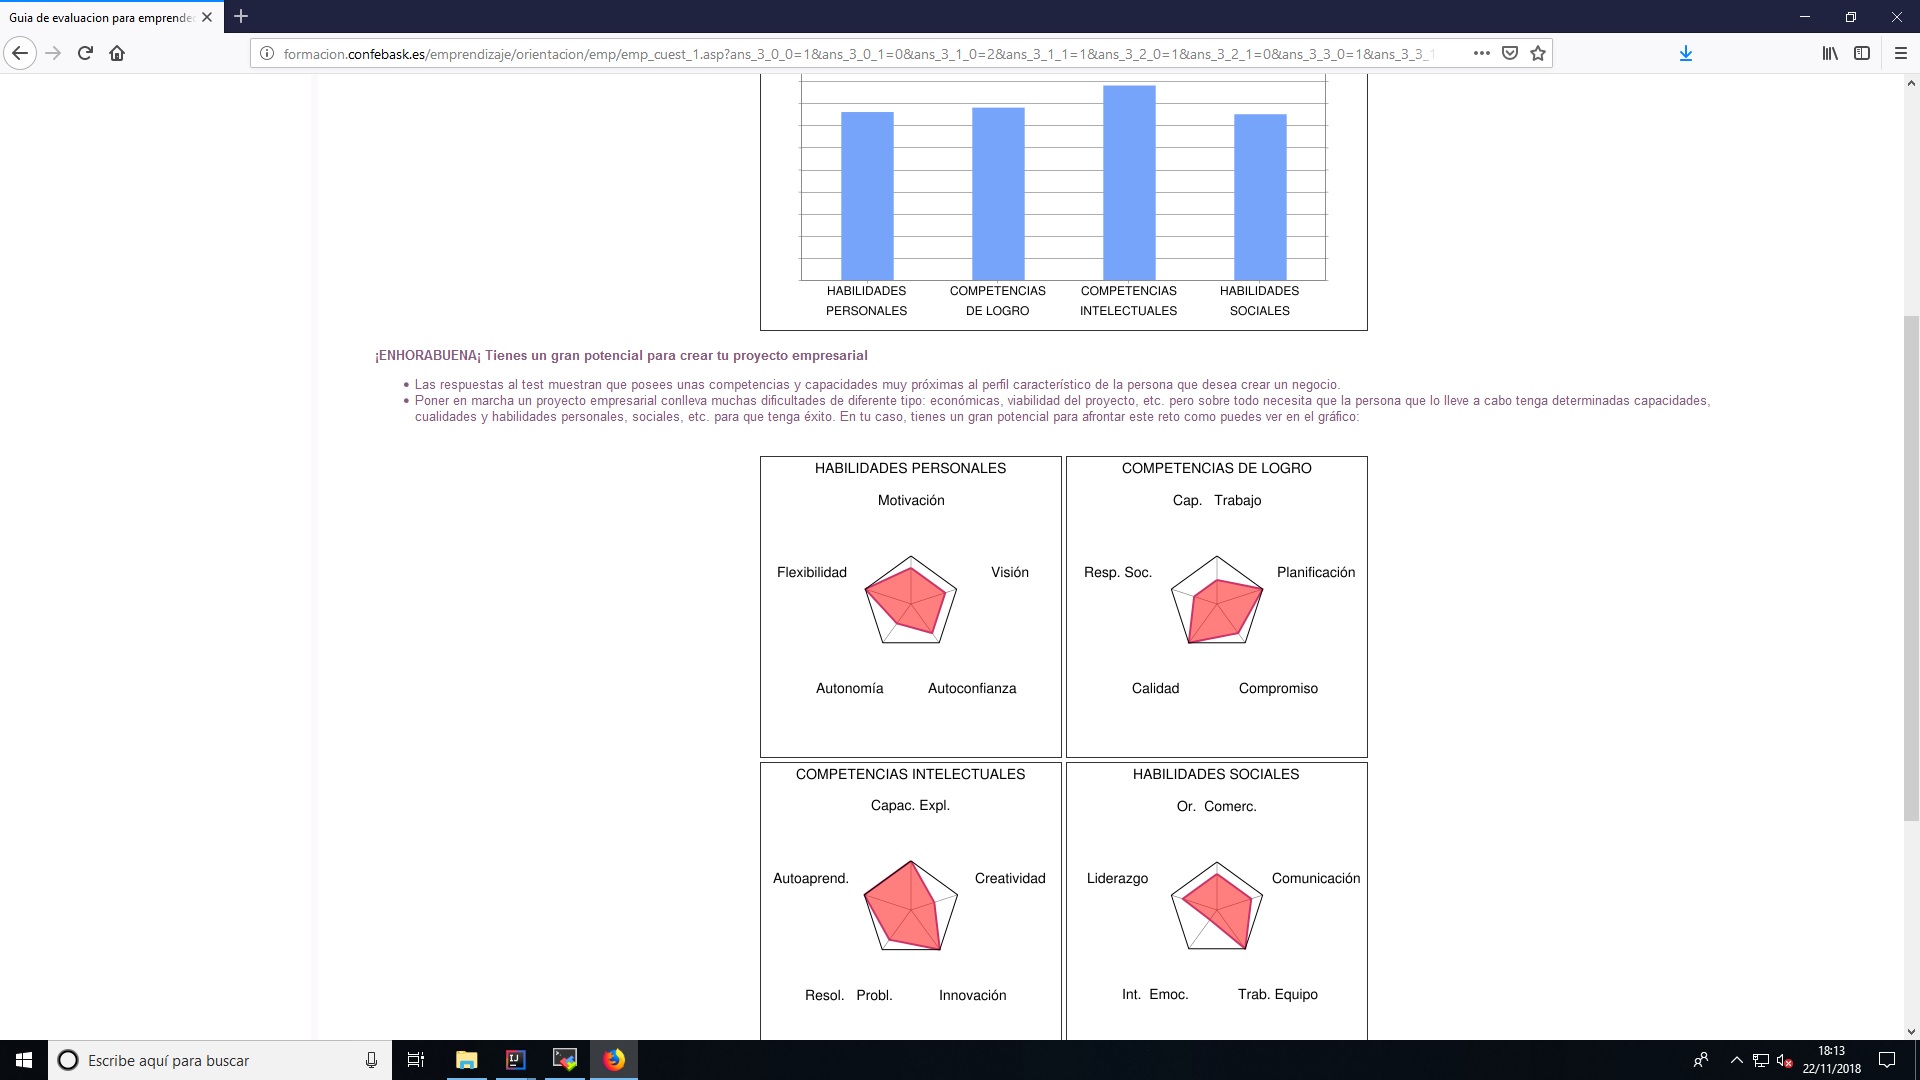 Guia de evaluacion para emprende
formacion.confebask.es/emprendizaje/orientacion/emp/emp_cuest_1.asp?ans_3_0_0=1&ans_3_0_1=0&ans_3_1_0=2&ans_3_1_1=1&ans_3_2_0=1&ans_3_2_1=0&ans_3_3_0=1&ans_3_3_1
HABILIDADES PERSONALES
COMPETENCIAS DE LOGRO
COMPETENCIAS INTELECTUALES
HABILIDADES SOCIALES
¡ENHORABUENA¡ Tienes un gran potencial para crear tu proyecto empresarial
Las respuestas al test muestran que posees unas competencias y capacidades muy próximas al perfil característico de la persona que desea crear un negocio.
Poner en marcha un proyecto empresarial conlleva muchas dificultades de diferente tipo: económicas, viabilidad del proyecto, etc. pero sobre todo necesita que la persona que lo lleve a cabo tenga determinadas capacidades,
cualidades y habilidades personales, sociales, etc. para que tenga éxito. En tu caso, tienes un gran potencial para afrontar este reto como puedes ver en el gráfico:
HABILIDADES PERSONALES
Motivación
Flexibilidad
Visión
Autonomía
Autoconfianza
COMPETENCIAS DE LOGRO
Cap. Trabajo
Resp. Soc.
Planificación
Calidad
Compromiso
COMPETENCIAS INTELECTUALES
Capac. Expl.
Autoaprend.
Creatividad
Resol. Probl.
Innovación
HABILIDADES SOCIALES
Or. Comerc.
Liderazgo
Comunicación
Int. Emoc.
Trab. Equipo
Escribe aquí para buscar
IJ
18:13
22/11/2018